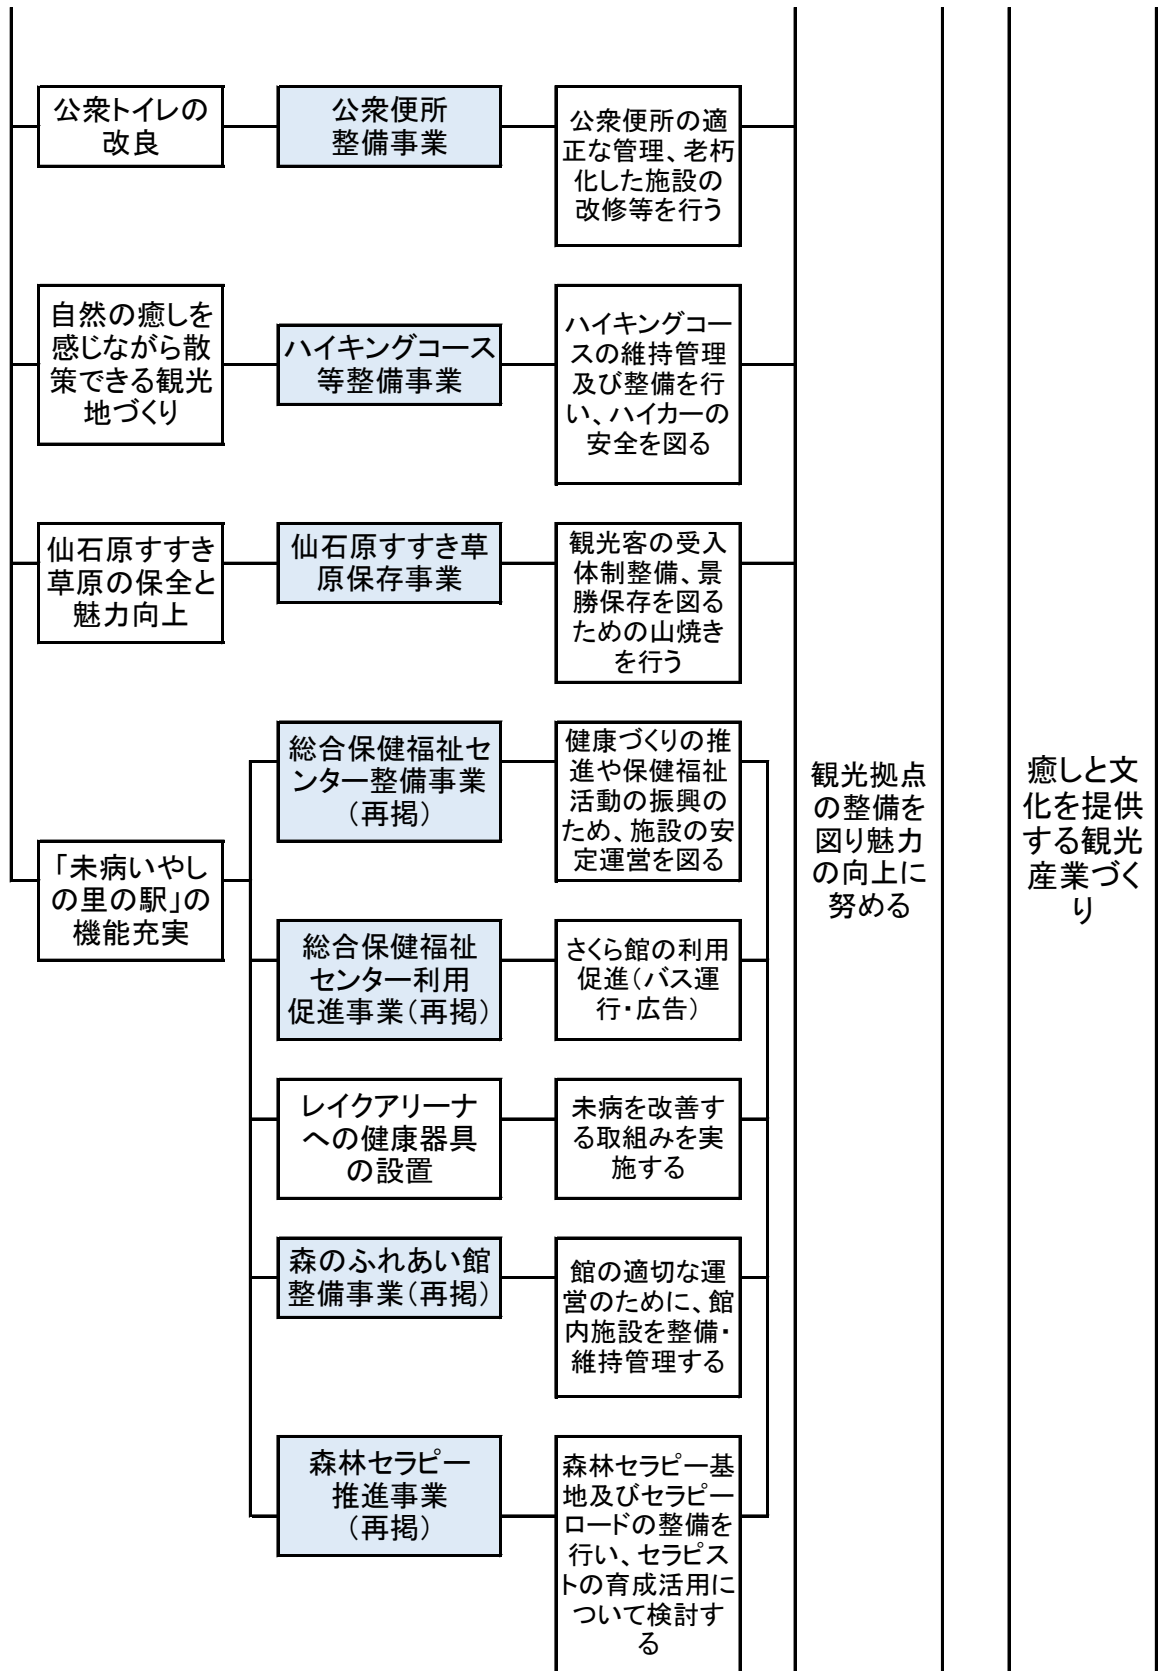 公衆トイレの
改良
公衆便所
整備事業
公衆便所の適
正な管理、老朽
化した施設の
改修等を行う
自然の癒しを
感じながら散
策できる観光
地づくり
ハイキングコース
等整備事業
ハイキングコー
スの維持管理
及び整備を行
い、ハイカーの
安全を図る
仙石原すすき
草原の保全と
魅力向上
仙石原すすき草
原保存事業
観光客の受入
体制整備、景
勝保存を図る
ための山焼き
を行う
「未病いやし
の里の駅」の
機能充実
総合保健福祉セ
ンター整備事業
（再掲）
健康づくりの推
進や保健福祉
活動の振興の
ため、施設の安
定運営を図る
総合保健福祉
センター利用
促進事業（再掲）
さくら館の利用
促進（バス運
行・広告）
レイクアリーナ
への健康器具
の設置
未病を改善す
る取組みを実
施する
森のふれあい館
整備事業（再掲）
館の適切な運
営のために、館
内施設を整備・
維持管理する
森林セラピー
推進事業
（再掲）
森林セラピー基
地及びセラピー
ロードの整備を
行い、セラピス
トの育成活用に
ついて検討す
る
観光拠点
の整備を
図り魅力
の向上に
努める
癒しと文
化を提供
する観光
産業づく
り